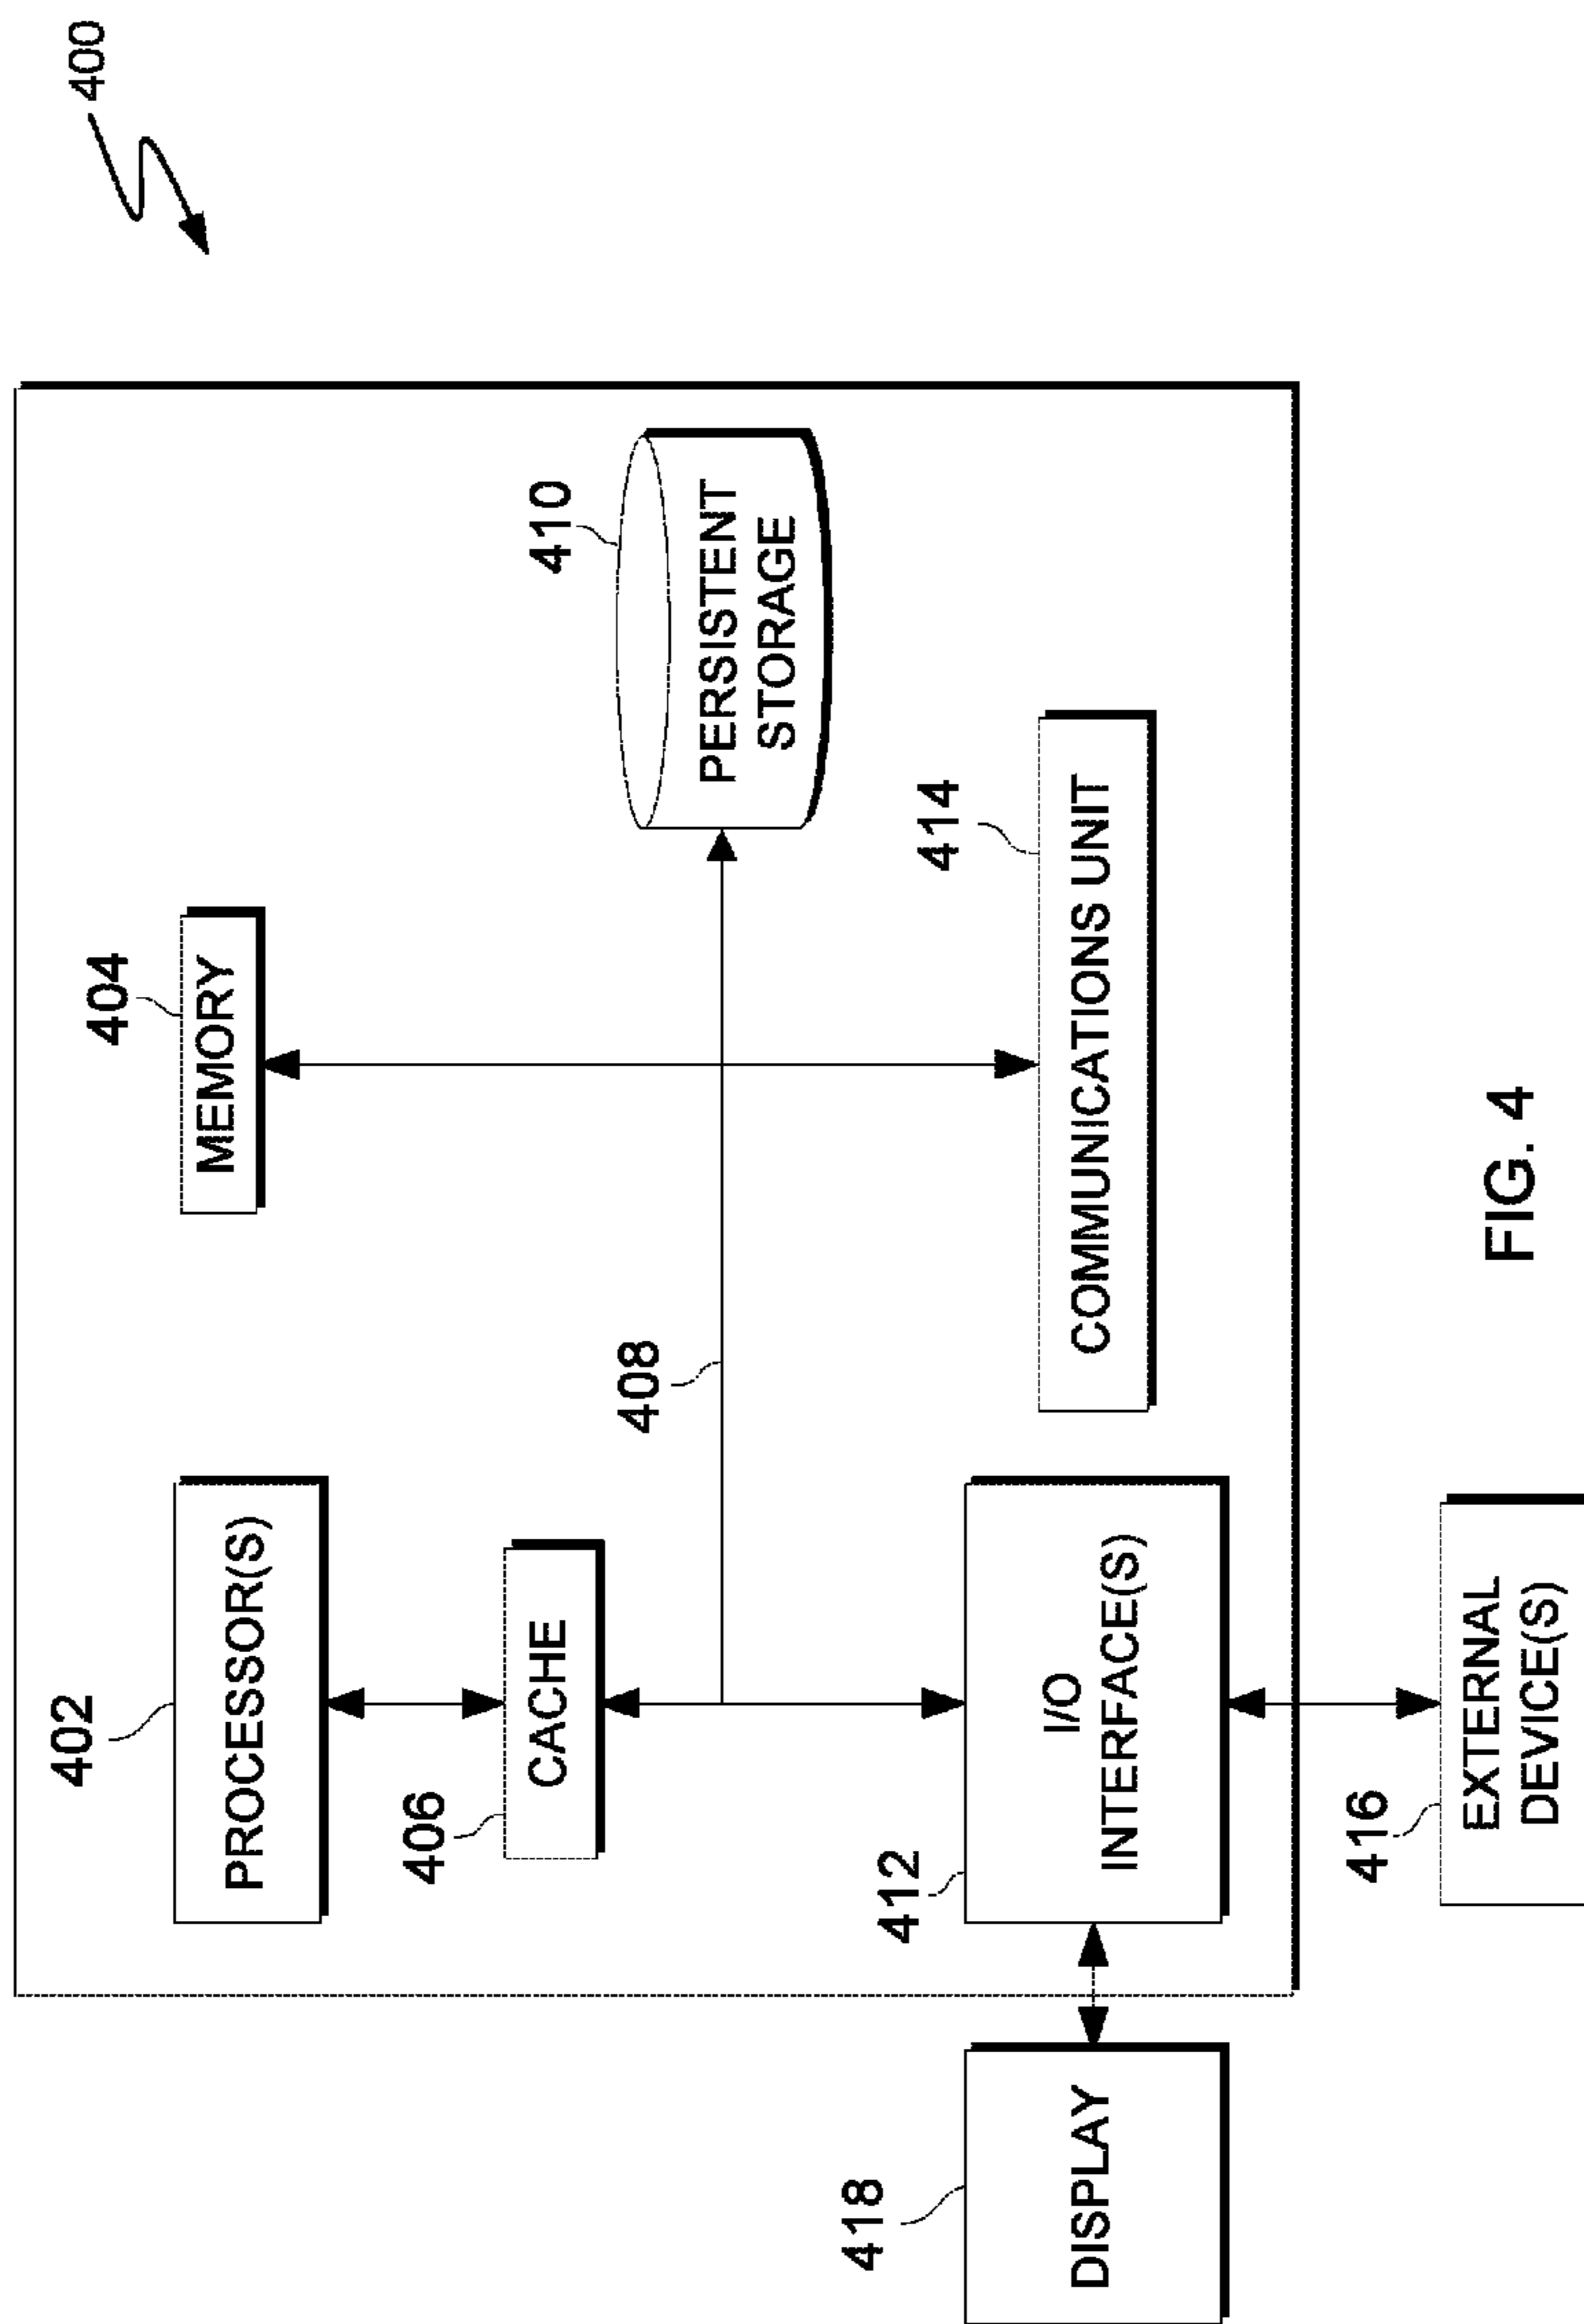 400
402
PROCESSOR(S)
404
MEMORY
406
CACHE
408
410
PERSISTENT
STORAGE
418
DISPLAY
412
I/O
INTERFACE(S)
414
COMMUNICATIONS UNIT
416
EXTERNAL
DEVICE(S)
FIG. 4